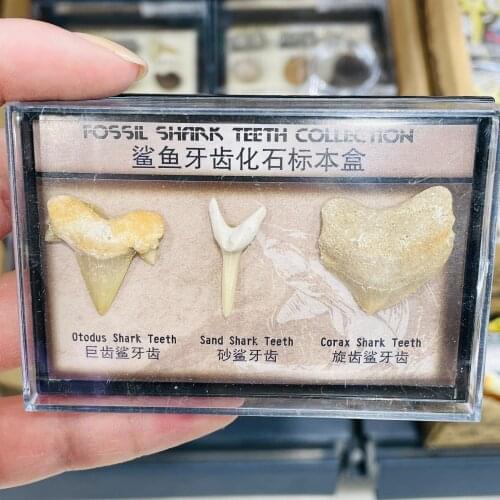 FOSSIL SHARK TEETH COLLECTION
鲨鱼牙齿化石标本盒
Otodus Shark Teeth
巨齿鲨牙齿
Sand Shark Teeth
砂鲨牙齿
Corax Shark Teeth
旋齿鲨牙齿